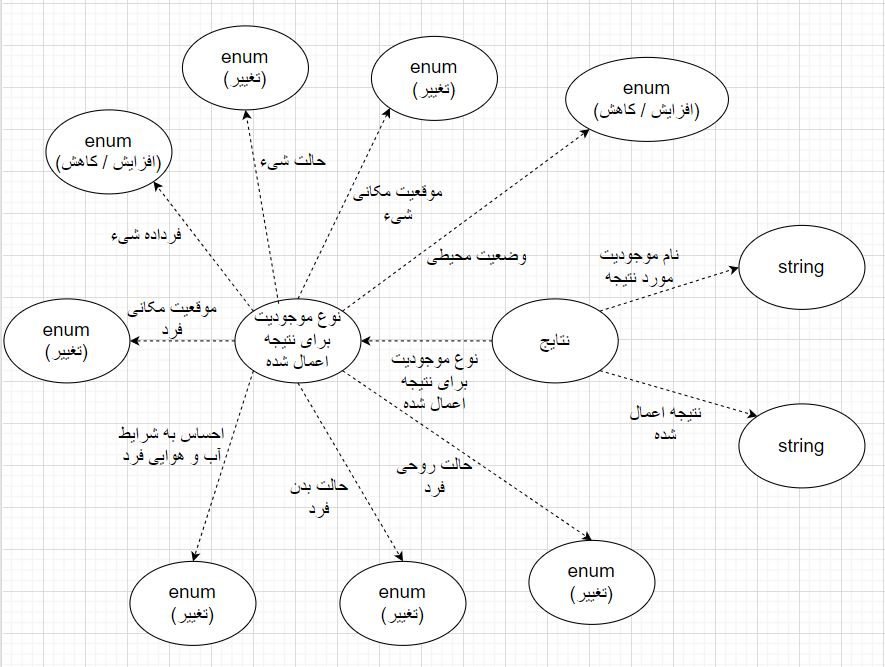 enum
(تغییر)
enum
(تغییر)
enum
(افزایش / کاهش)
enum
(افزایش / کاهش)
حالت شیء
موقعیت مکانی
شیء
فرداده شیء
وضعیت محیطی
نام موجودیت
مورد نتیجه
string
موقعیت مکانی
فرد
enum
(تغییر)
نوع موجودیت
برای نتیجه
اعمال شده
نتایج
نوع موجودیت
برای نتیجه
اعمال شده
نتیجه اعمال
شده
string
احساس به شرایط
آب و هوایی فرد
حالت بدن
فرد
حالت روحی
فرد
enum
(تغییر)
enum
(تغییر)
enum
(تغییر)